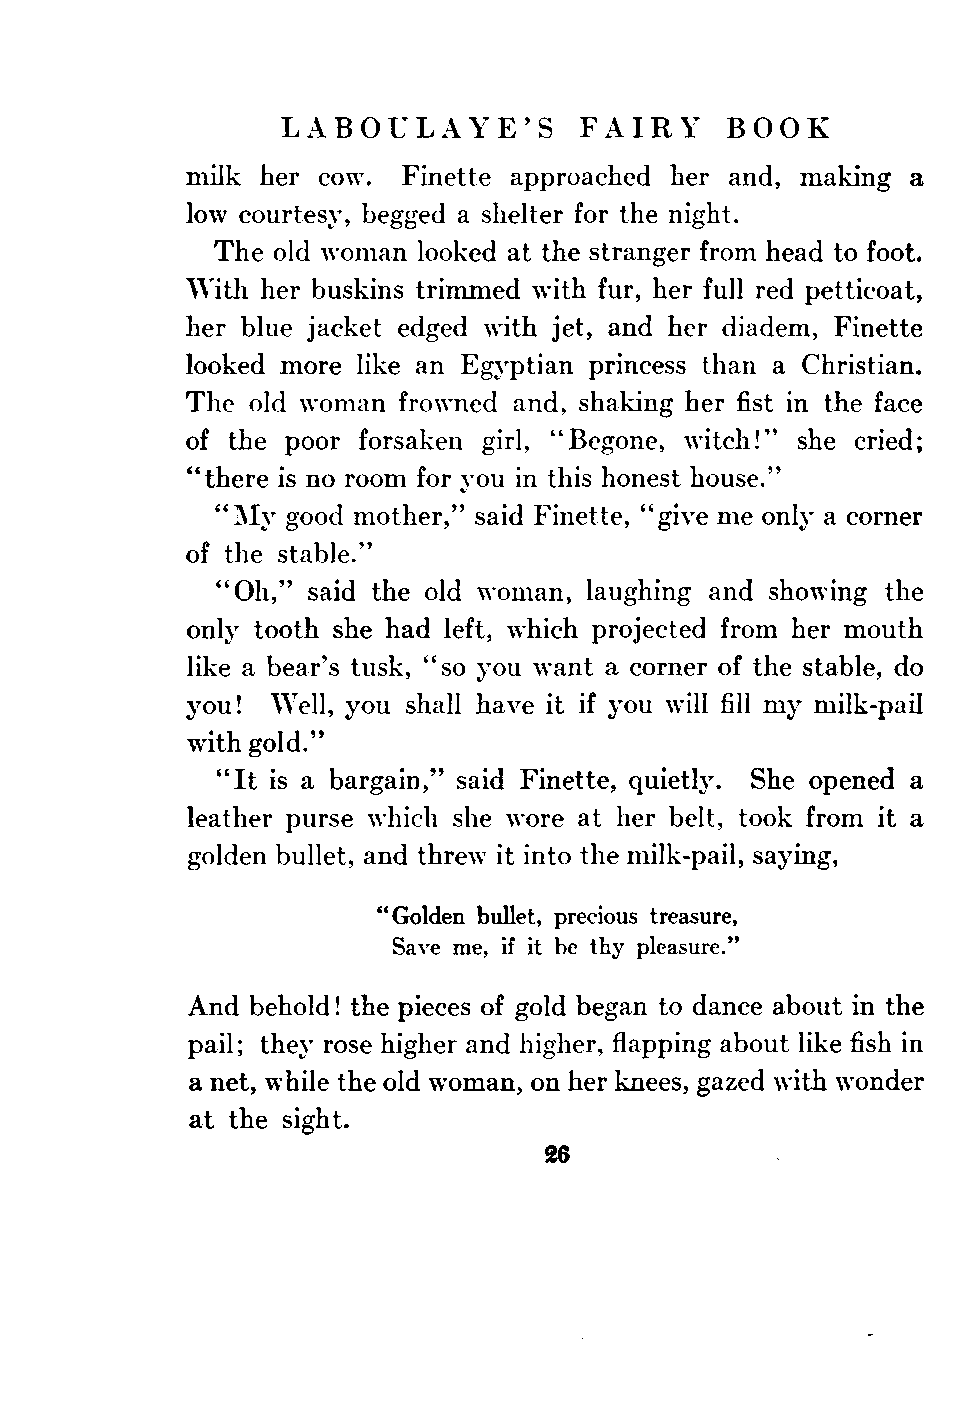 LABOULAYE'S FAIRY BOOK
milk her cow. Finette approached her and, making a
low courtesy, begged a shelter for the night.
The old woman looked at the stranger from head to foot.
With her buskins trimmed with fur, her full red petticoat,
her blue jacket edged with jet, and her diadem, Finette
looked more like an Egyptian princess than a Christian.
The old woman frowned and, shaking her fist in the face
of the poor forsaken girl, "Begone, witch!" she cried;
"there is no room for you in this honest house."
"My good mother," said Finette, "give me only a corner
of the stable."
"Oh," said the old woman, laughing and showing the
only tooth she had left, which projected from her mouth
like a bear's tusk, "so you want a corner of the stable, do
you! Well, you shall have it if you will fill my milk-pail
with gold."
"It is a bargain," said Finette, quietly. She opened a
leather purse which she wore at her belt, took from it a
golden bullet, and threw it into the milk-pail, saying,
"Golden bullet, precious treasure,
Save me, if it be thy pleasure."
And behold! the pieces of gold began to dance about in the
pail; they rose higher and higher, flapping about like fish in
a net, while the old woman, on her knees, gazed with wonder
at the sight.
26